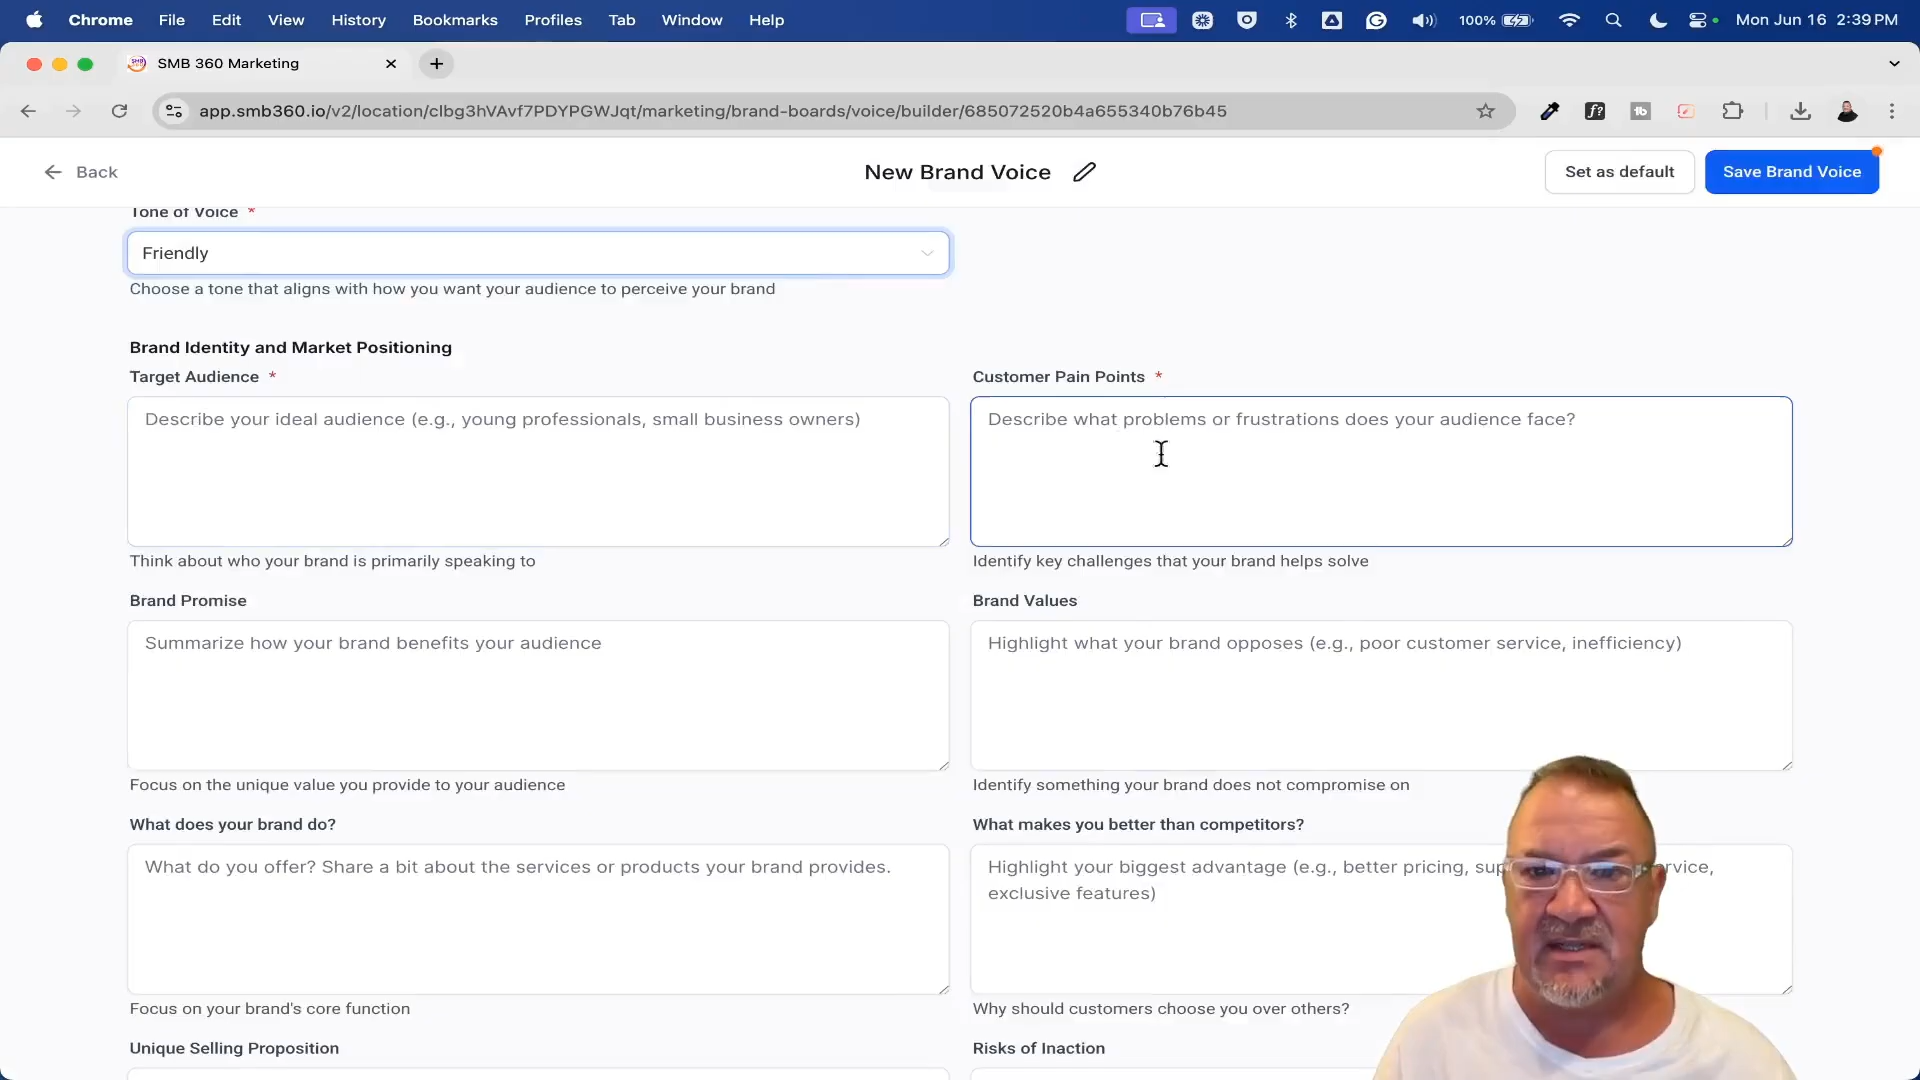 Chrome File Edit View History Bookmarks Profiles Tab Window Help 100% Mon Jun 16 2:39 PM
SMB 360 Marketing
app.smb360.io/v2/location/clbg3hVAvf7PDYPGWJqt/marketing/brand-boards/voice/builder/685072520b4a655340b76b45
Back New Brand Voice Set as default Save Brand Voice
Tone of Voice *
Friendly
Choose a tone that aligns with how you want your audience to perceive your brand
Brand Identity and Market Positioning
Target Audience * Customer Pain Points *
Describe your ideal audience (e.g., young professionals, small business owners) Describe what problems or frustrations does your audience face?
Think about who your brand is primarily speaking to Identify key challenges that your brand helps solve
Brand Promise Brand Values
Summarize how your brand benefits your audience Highlight what your brand opposes (e.g., poor customer service, inefficiency)
Focus on the unique value you provide to your audience Identify something your brand does not compromise on
What does your brand do? What makes you better than competitors?
What do you offer? Share a bit about the services or products your brand provides. Highlight your biggest advantage (e.g., better pricing,
exclusive features)
Focus on your brand's core function Why should customers choose you over others?
Unique Selling Proposition Risks of Inaction